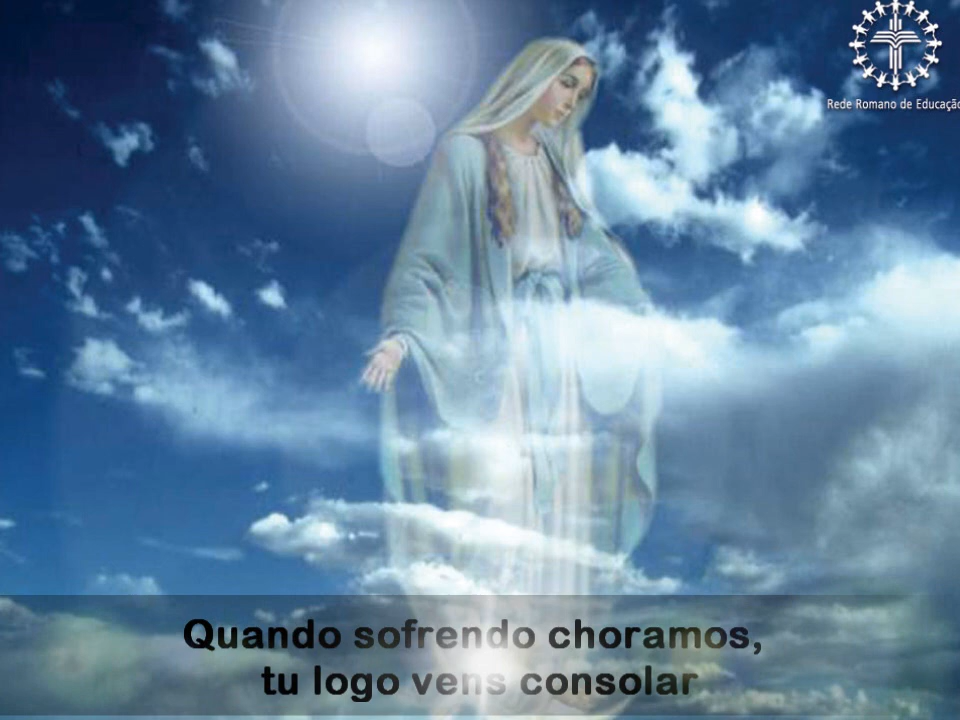 Rede Romano de Educação
Quando sofrendo choramos,
tu logo vens consolar